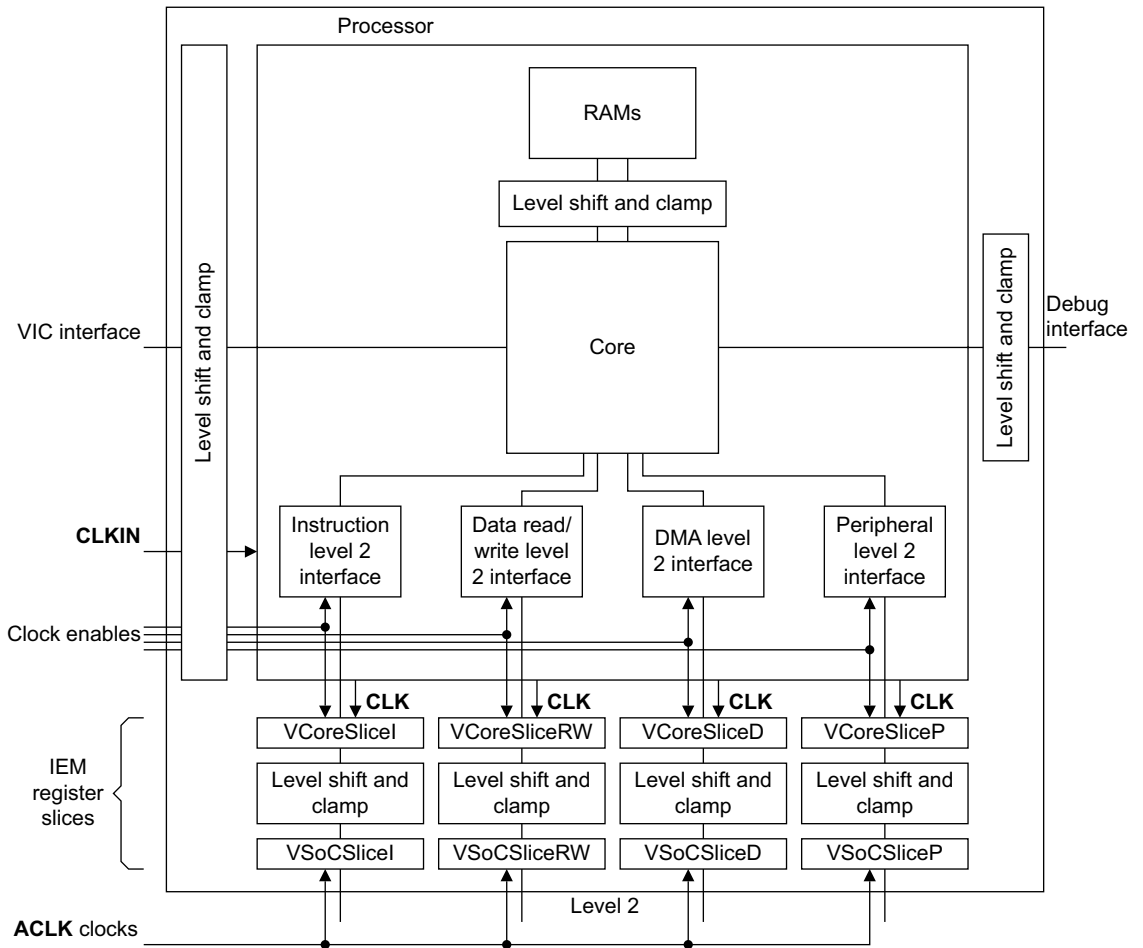 Processor
RAMs
Level shift and clamp
Level shift and clamp
Core
Level shift and clamp
VIC interface
Debug
interface
CLKIN
Instruction
level 2
interface
Data read/
write level
2 interface
DMA level
2 interface
Peripheral
level 2
interface
Clock enables
CLK
CLK
CLK
CLK
IEM
register
slices
VCoreSliceI
VCoreSliceRW
VCoreSliceD
VCoreSliceP
Level shift and
clamp
Level shift and
clamp
Level shift and
clamp
Level shift and
clamp
VSoCSliceI
VSoCSliceRW
VSoCSliceD
VSoCSliceP
Level 2
ACLK clocks